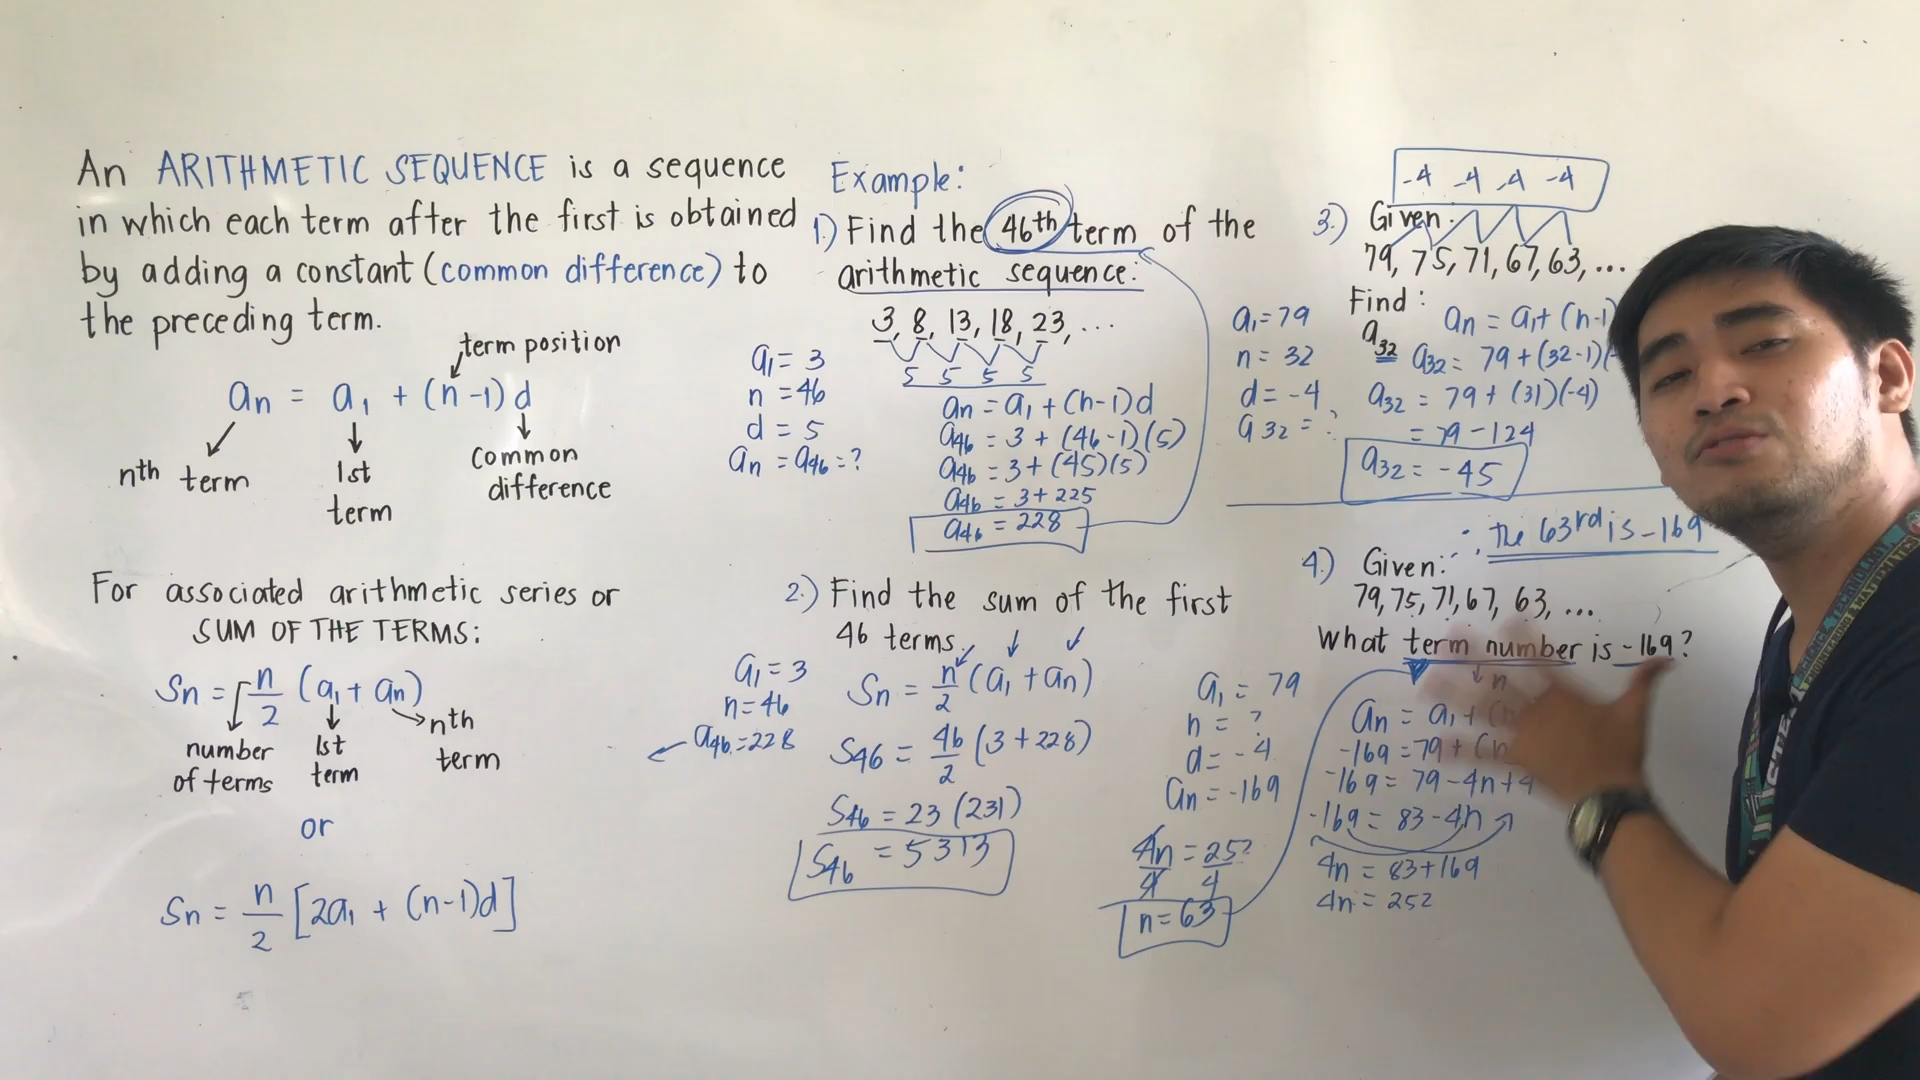 An ARITHMETIC SEQUENCE is a sequence
in which each term after the first is obtained
by adding a constant (common difference) to
the preceding term.
term position
an = a1 + (n-1)d
nth term
1st
term
common
difference
For associated arithmetic series or
SUM OF THE TERMS:
Sn = n/2 (a1 + an)
number
of terms
1st
term
nth
term
or
Sn = n/2 [2a1 + (n-1)d]
Example:
1.) Find the 46th term of the
arithmetic sequence:
3, 8, 13, 18, 23, ...
5 5 5 5
a1 = 3
n = 46
d = 5
an = a46 = ?
an = a1 + (n-1)d
a46 = 3 + (46-1)(5)
a46 = 3 + (45)(5)
a46 = 3 + 225
a46 = 228
2.) Find the sum of the first
46 terms.
a1 = 3
n = 46
a46 = 228
Sn = n/2 (a1 + an)
S46 = 46/2 (3 + 228)
S46 = 23 (231)
S46 = 5313
-4 -4 -4 -4
3.) Given:
79, 75, 71, 67, 63, ...
Find:
a32
a1 = 79
n = 32
d = -4
a32 = ?
an = a1 + (n-1)
a32 = 79 + (32-1)(
a32 = 79 + (31)(-4)
= 79 - 124
a32 = -45
∴ the 63rd is -169
4.) Given:
79, 75, 71, 67, 63, ...
What term number is -169?
n
a1 = 79
n = ?
d = -4
an = -169
an = a1 + (n
-169 = 79 + (n
-169 = 79 - 4n + 4
-169 = 83 - 4n
4n = 83 + 169
4n = 252
4n/4 = 252/4
n = 63